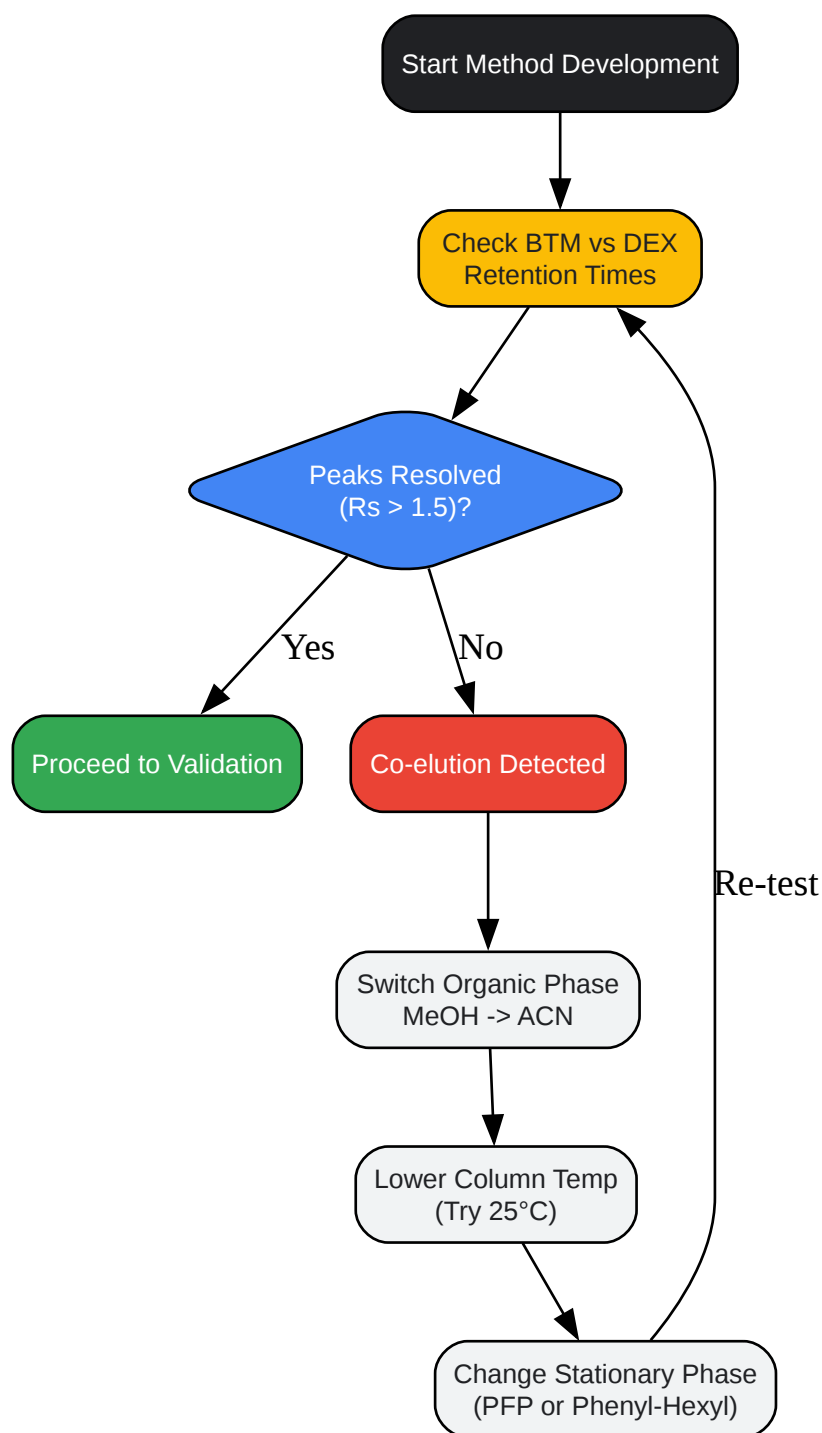 Start Method Development
Check BTM vs DEX
Retention Times
Peaks Resolved
(Rs > 1.5)?
Yes
No
Proceed to Validation
Co-elution Detected
Re-test
Switch Organic Phase
MeOH -> ACN
Lower Column Temp
(Try 25°C)
Change Stationary Phase
(PFP or Phenyl-Hexyl)